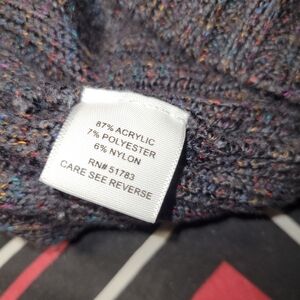 87% ACRYLIC
7% POLYESTER
6% NYLON
RN# 51783
CARE SEE REVERSE